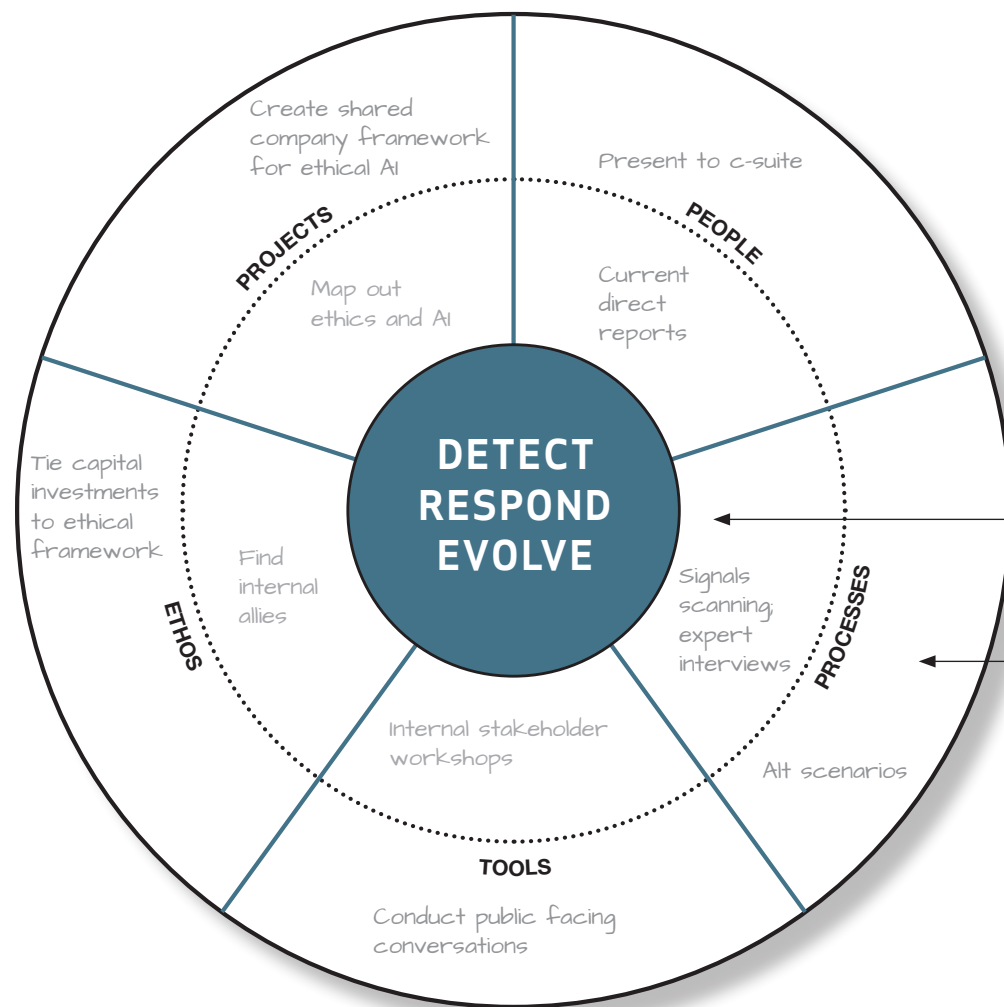 Create shared
company framework
for ethical AI
PROJECTS
Map out
ethics and AI
Present to c-suite
PEOPLE
Current
direct
reports
DETECT
RESPOND
EVOLVE
Tie capital
investments
to ethical
framework
Find
internal
allies
ETHOS
Signals
scanning;
expert
interviews
PROCESSES
Alt scenarios
Internal stakeholder
workshops
TOOLS
Conduct public facing
conversations